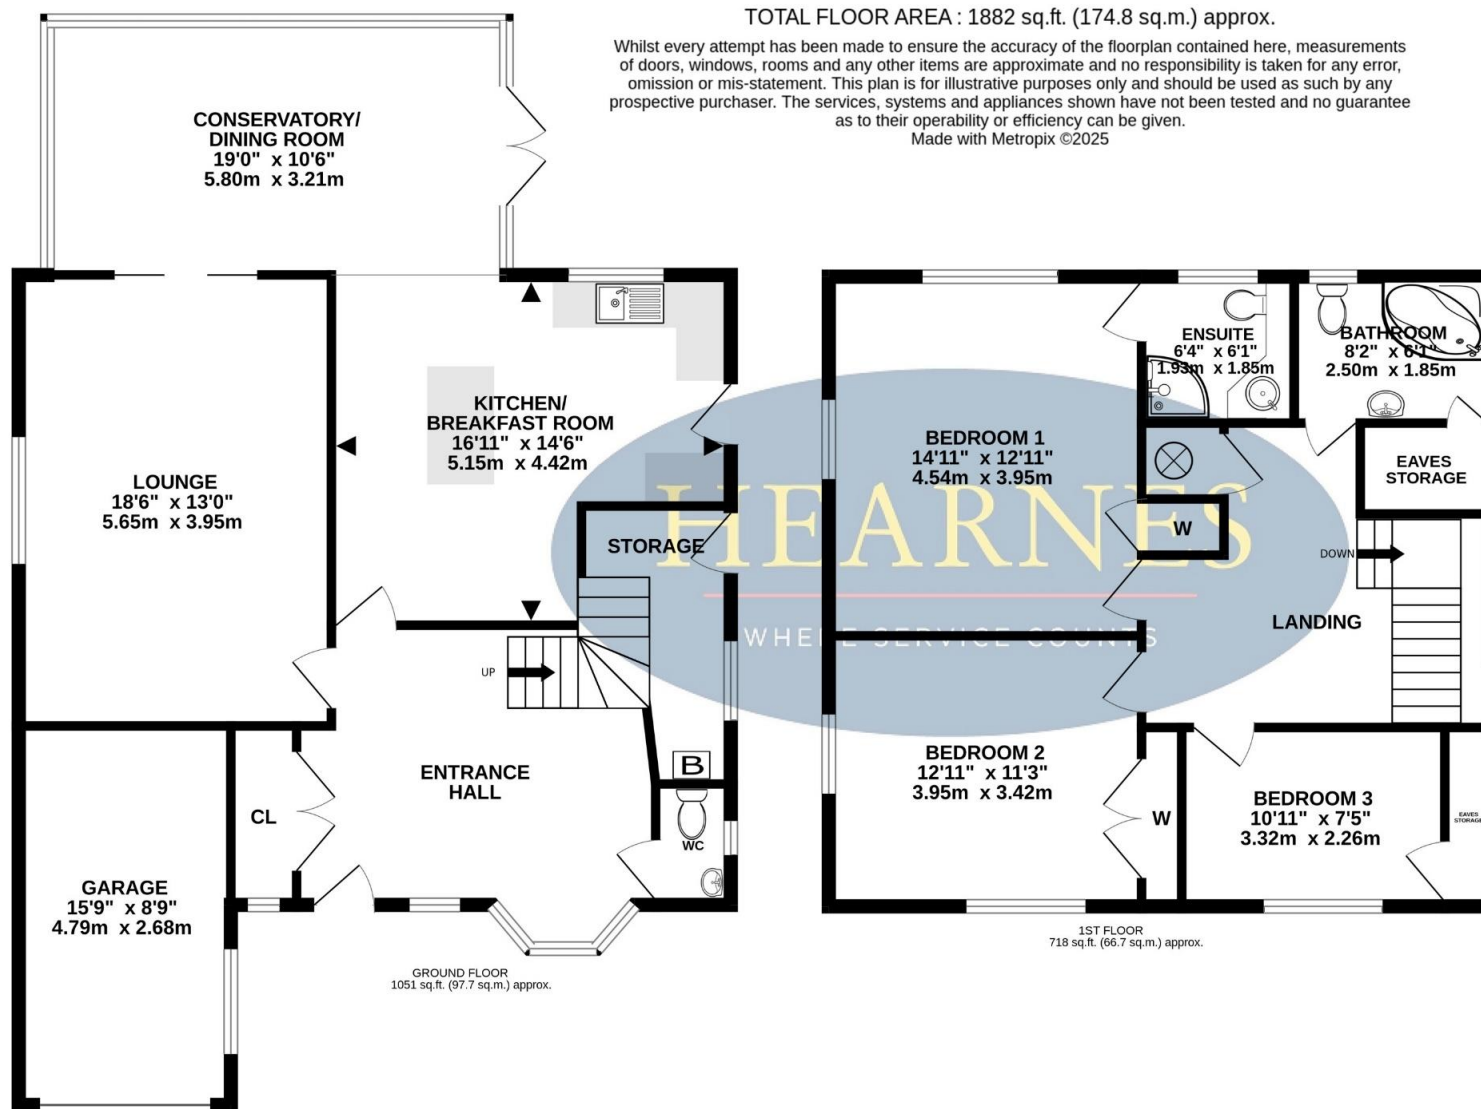 TOTAL FLOOR AREA : 1882 sq.ft. (174.8 sq.m.) approx.
Whilst every attempt has been made to ensure the accuracy of the floorplan contained here, measurements
of doors, windows, rooms and any other items are approximate and no responsibility is taken for any error,
omission or mis-statement. This plan is for illustrative purposes only and should be used as such by any
prospective purchaser. The services, systems and appliances shown have not been tested and no guarantee
as to their operability or efficiency can be given.
Made with Metropix ©2025
CONSERVATORY/
DINING ROOM
19'0" x 10'6"
5.80m x 3.21m
KITCHEN/
BREAKFAST ROOM
16'11" x 14'6"
5.15m x 4.42m
LOUNGE
18'6" x 13'0"
5.65m x 3.95m
STORAGE
UP
ENTRANCE
HALL
B
CL
WC
GARAGE
15'9" x 8'9"
4.79m x 2.68m
GROUND FLOOR
1051 sq.ft. (97.7 sq.m.) approx.
ENSUITE
6'4" x 6'1"
1.93m x 1.85m
BATHROOM
8'2" x 6'1"
2.50m x 1.85m
BEDROOM 1
14'11" x 12'11"
4.54m x 3.95m
EAVES
STORAGE
W
DOWN
LANDING
BEDROOM 2
12'11" x 11'3"
3.95m x 3.42m
W
BEDROOM 3
10'11" x 7'5"
3.32m x 2.26m
EAVES
STORAGE
1ST FLOOR
718 sq.ft. (66.7 sq.m.) approx.
HEARNES
WHERE SERVICE COUNTS